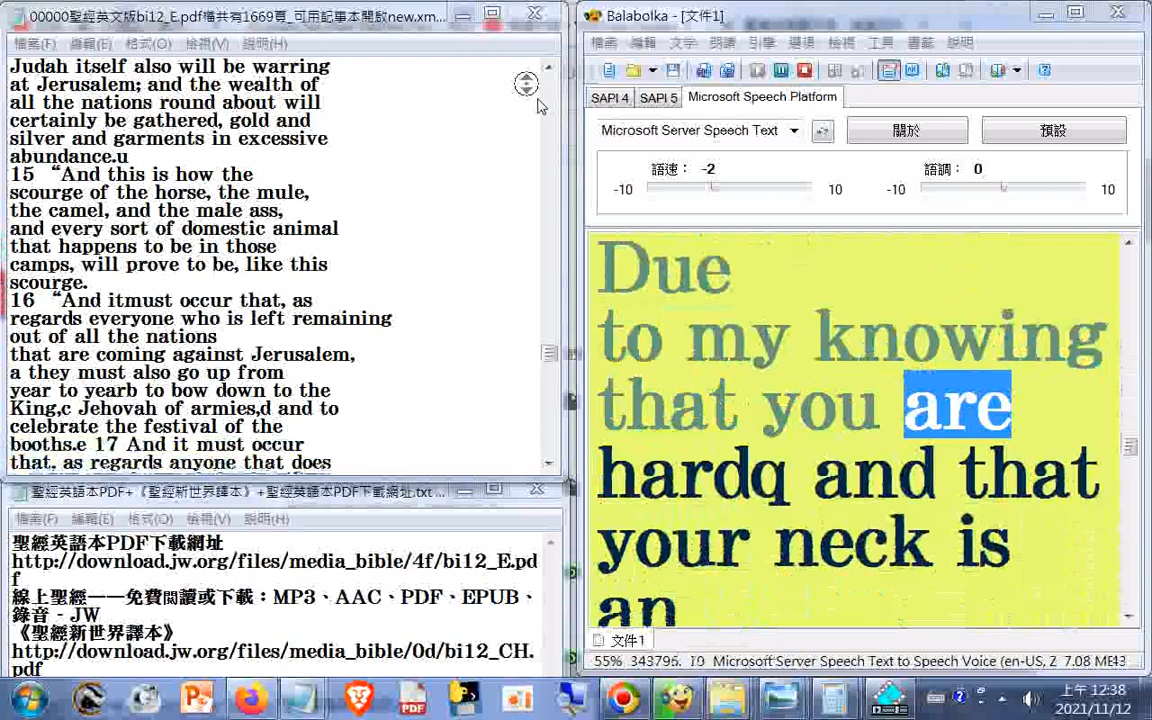 00000聖經英文版bi12_E.pdf檔共有1669頁_可用記事本開啟new.xm...
檔案(F) 編輯(E) 格式(O) 檢視(V) 說明(H)
Judah itself also will be warring
at Jerusalem; and the wealth of
all the nations round about will
certainly be gathered, gold and
silver and garments in excessive
abundance.u
15 “And this is how the
scourge of the horse, the mule,
the camel, and the male ass,
and every sort of domestic animal
that happens to be in those
camps, will prove to be, like this
scourge.
16 “And itmust occur that, as
regards everyone who is left remaining
out of all the nations
that are coming against Jerusalem,
a they must also go up from
year to yearb to bow down to the
King,c Jehovah of armies,d and to
celebrate the festival of the
booths.e 17 And it must occur
that, as regards anyone that does
聖經英語本PDF+《聖經新世界譯本》+聖經英語本PDF下載網址.txt ...
檔案(F) 編輯(E) 格式(O) 檢視(V) 說明(H)
聖經英語本PDF下載網址
http://download.jw.org/files/media_bible/4f/bi12_E.pd
f
線上聖經──免費閱讀或下載：MP3、AAC、PDF、EPUB、
錄音 - JW
《聖經新世界譯本》
http://download.jw.org/files/media_bible/0d/bi12_CH.
pdf
Balabolka - [文件1]
檔案 編輯 文字 朗讀 引擎 選項 檢視 工具 書籤 說明
SAPI 4 SAPI 5 Microsoft Speech Platform
Microsoft Server Speech Text 關於 預設
語速： -2 語調： 0
-10 10 -10 10
Due
to my knowing
that you are
hardq and that
your neck is
an
文件1
55% Microsoft Server Speech Text to Speech Voice (en-US, Z 7.08 ME
上午 12:38
2021/11/12